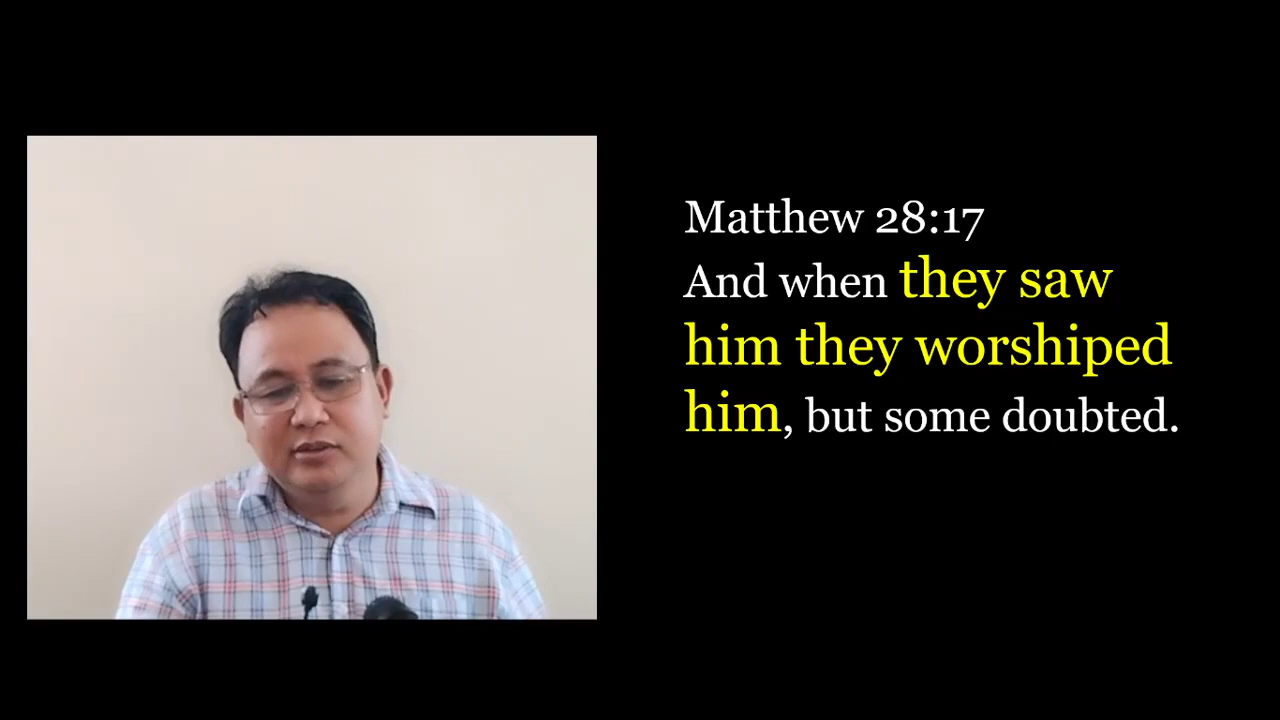 Matthew 28:17
And when they saw
him they worshiped
him, but some doubted.